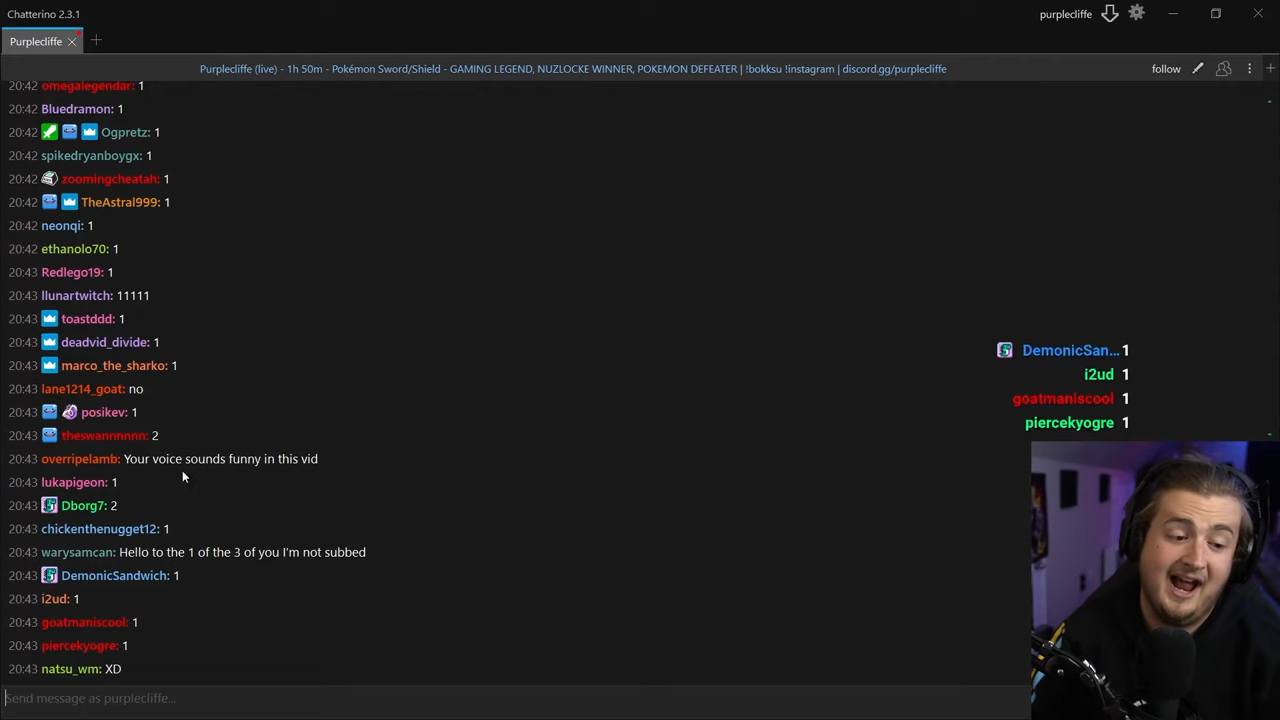 Chatterino 2.3.1
purplecliffe
Purplecliffe
Purplecliffe (live) - 1h 50m - Pokémon Sword/Shield - GAMING LEGEND, NUZLOCKE WINNER, POKEMON DEFEATER | !bokksu !instagram | discord.gg/purplecliffe
follow
20:42 omegalegendar: 1
20:42 Bluedramon: 1
20:42 Ogpretz: 1
20:42 spikedryanboygx: 1
20:42 zoomingcheatah: 1
20:42 TheAstral999: 1
20:42 neonqi: 1
20:42 ethanolo70: 1
20:43 Redlego19: 1
20:43 llunartwitch: 11111
20:43 toastddd: 1
20:43 deadvid_divide: 1
20:43 marco_the_sharko: 1
20:43 lane1214_goat: no
20:43 posikev: 1
20:43 theswannnnnn: 2
20:43 overripelamb: Your voice sounds funny in this vid
20:43 lukapigeon: 1
20:43 Dborg7: 2
20:43 chickenthenugget12: 1
20:43 warysamcan: Hello to the 1 of the 3 of you I'm not subbed
20:43 DemonicSandwich: 1
20:43 i2ud: 1
20:43 goatmaniscool: 1
20:43 piercekyogre: 1
20:43 natsu_wm: XD
Send message as purplecliffe...
DemonicSan... 1
i2ud 1
goatmaniscool 1
piercekyogre 1